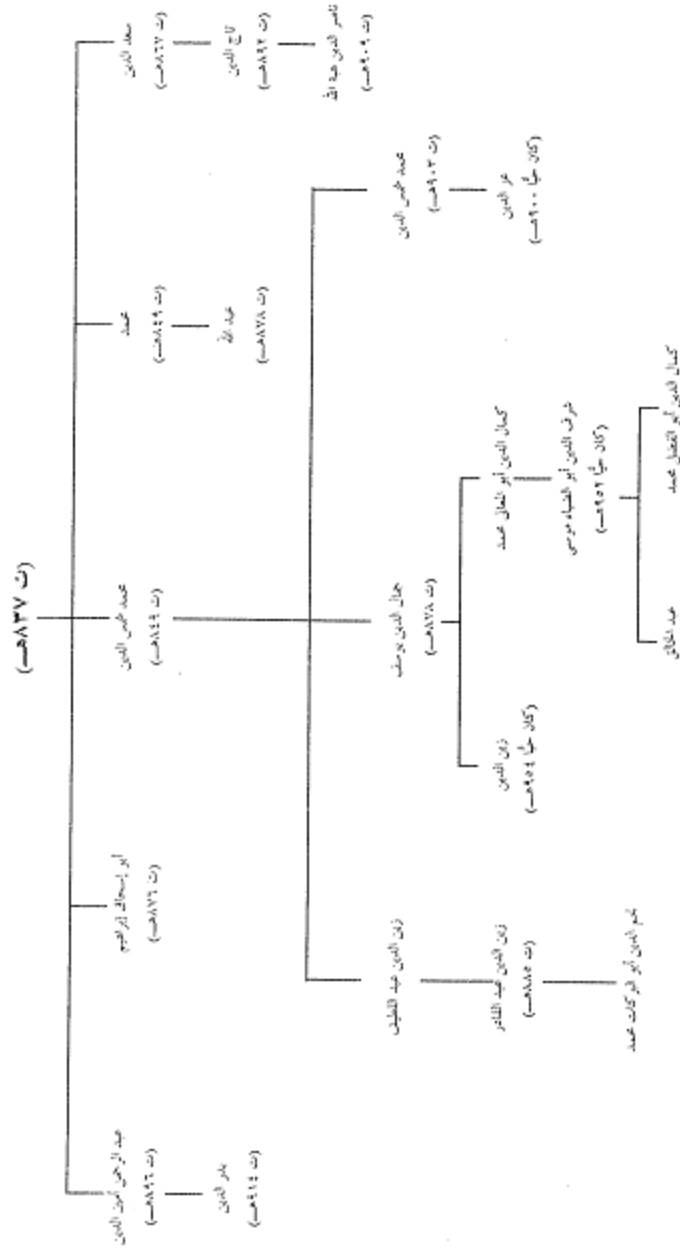 (ت ٨٣٧هـ)
سعد الدين
(ت ٨٦٧هـ)
تاج الدين
(ت ٨٩٢هـ)
ناصر الدين هبة الله
(ت ٩٠٩هـ)
محمد
(ت ٨٤٩هـ)
عبد الله
(ت ٨٧٨هـ)
محمد شمس الدين
(ت ٨٤٩هـ)
أبو إسحاق إبراهيم
(ت ٨٧٦هـ)
عبد الرحمن أمين الدين
(ت ٨٩٦هـ)
بدر الدين
(ت ٩١٤هـ)
محمد شمس الدين
(ت ٩٠٢هـ)
عز الدين
(كان حيًّا ٩٠٠هـ)
جمال الدين يوسف
(ت ٨٧٨هـ)
كمال الدين أبو المعالي محمد
شرف الدين أبو الضياء موسى
(كان حيًّا ٩٥٢هـ)
كمال الدين أبو الفضل محمد
عبد الخالق
زين الدين
(كان حيًّا ٩٥٤هـ)
زين الدين عبد اللطيف
زين الدين عبد القادر
(ت ٨٨٥هـ)
نجم الدين أبو البركات محمد